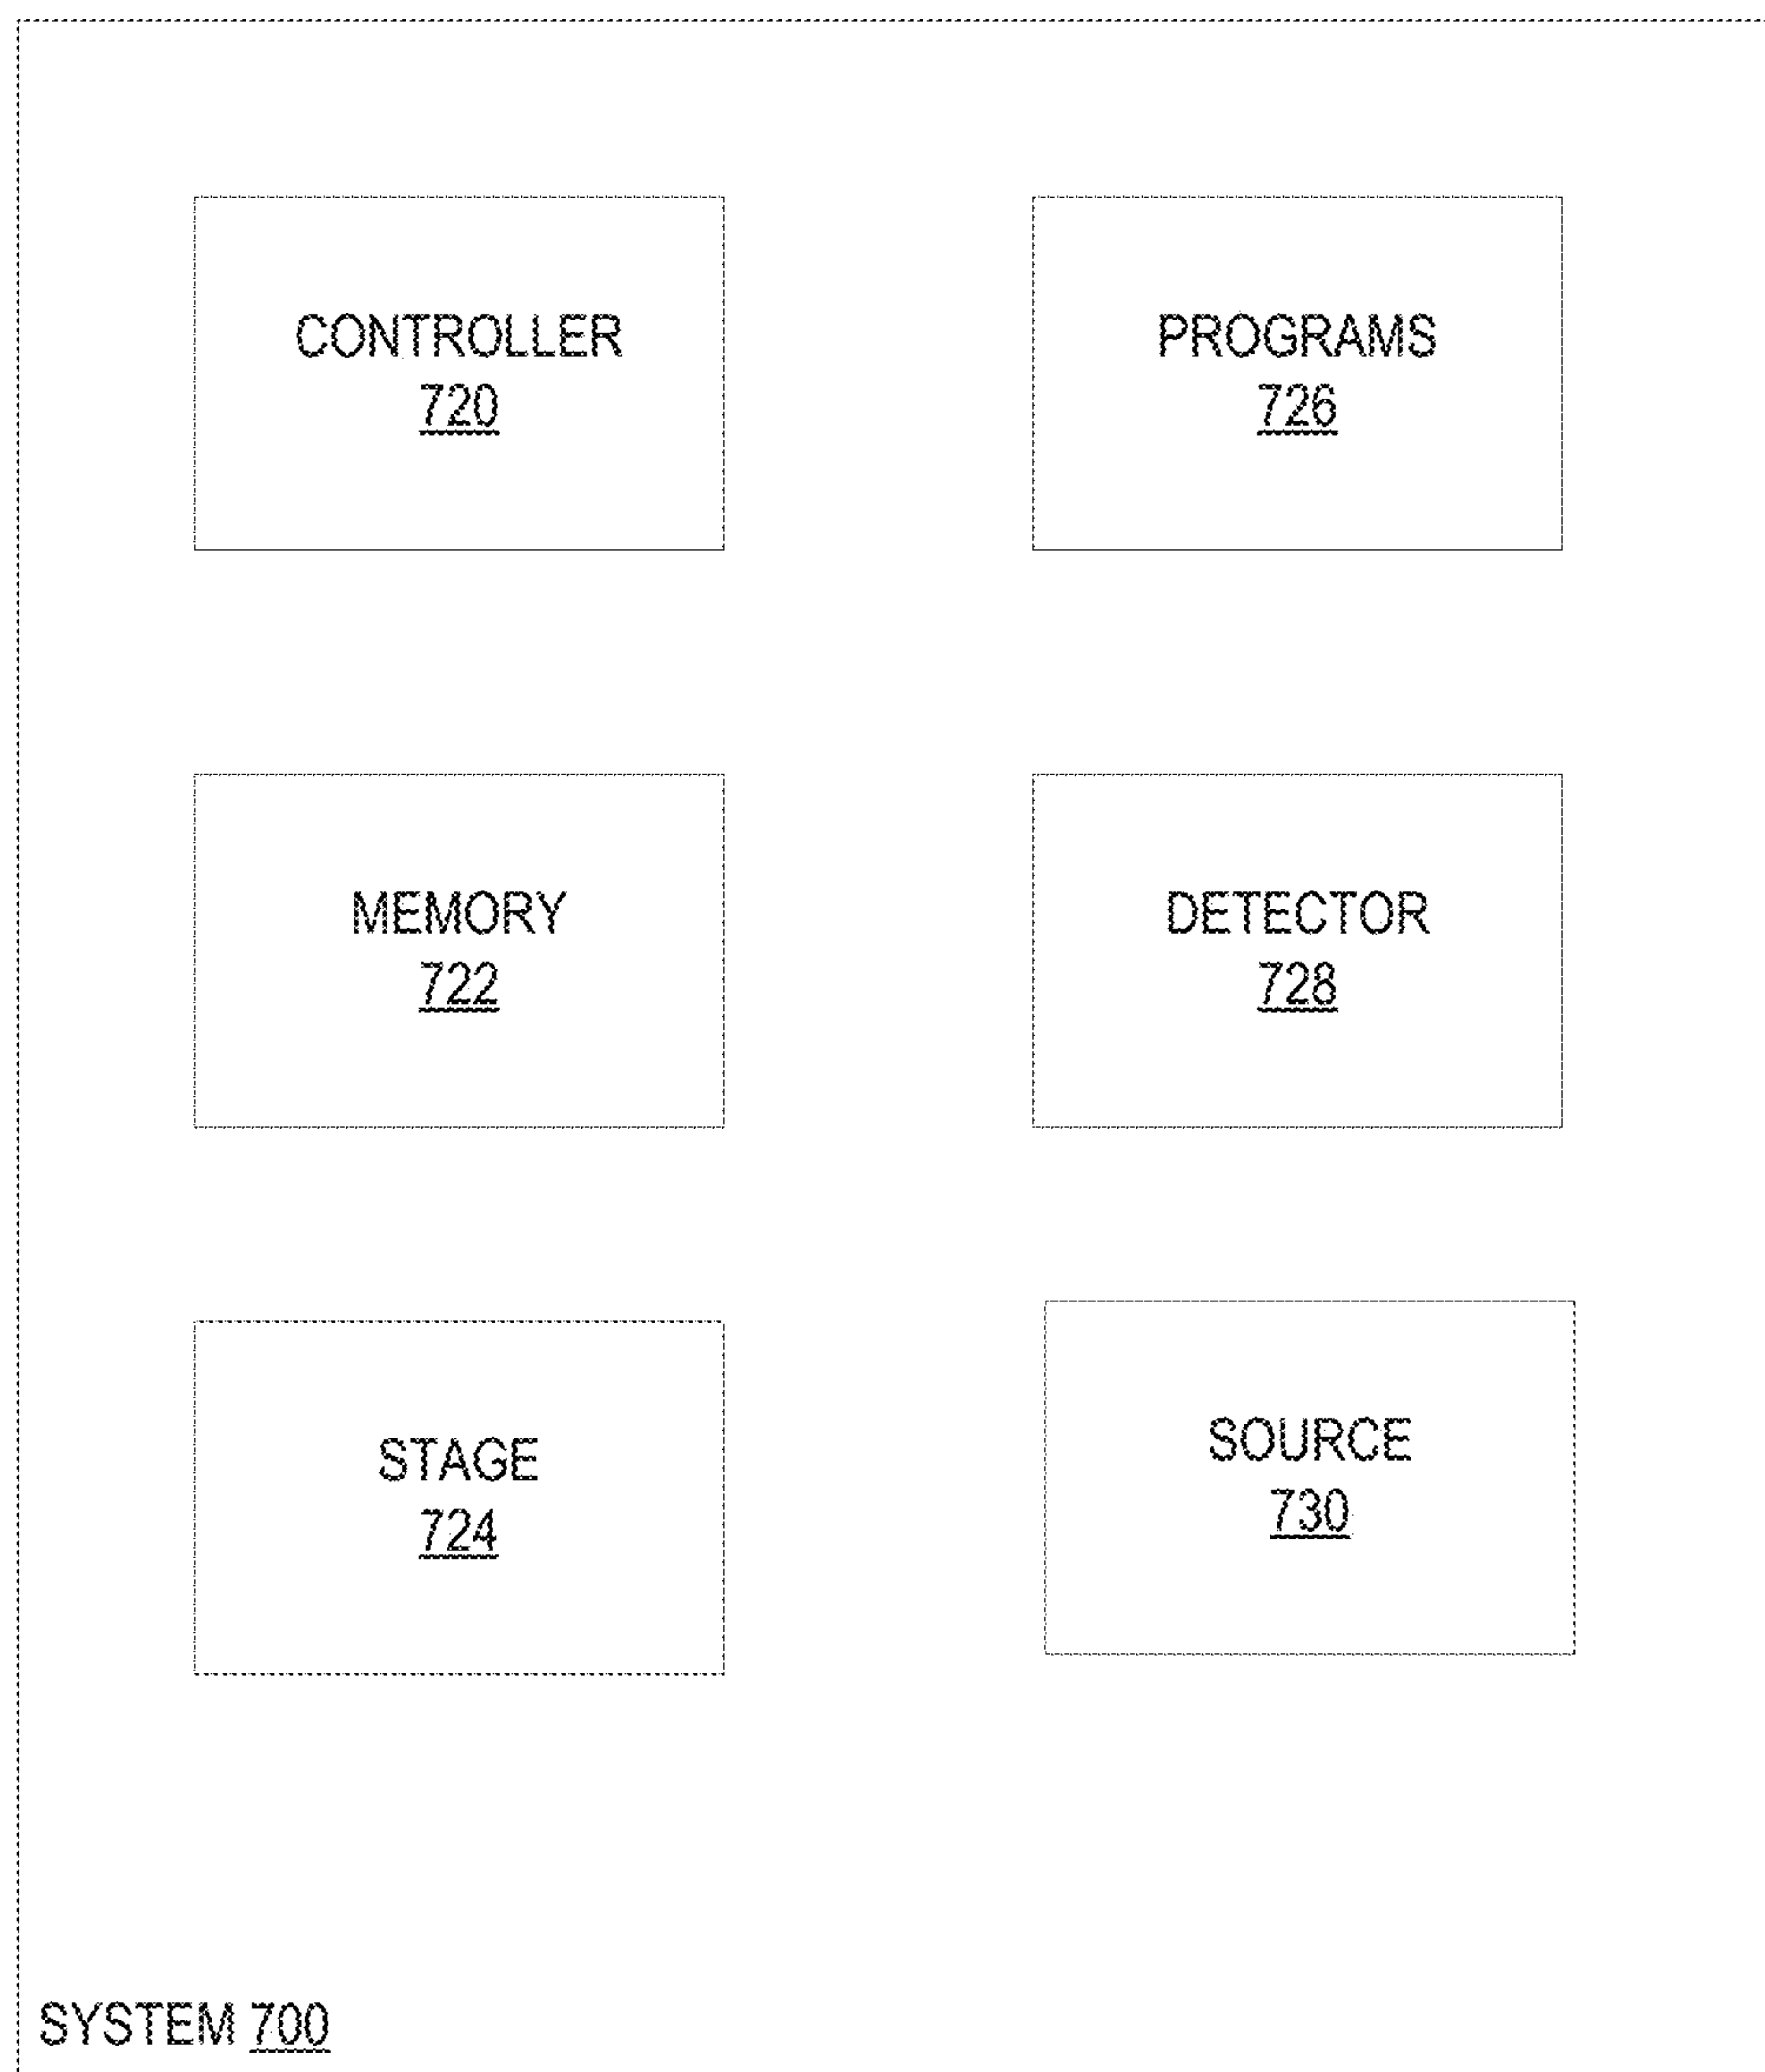 CONTROLLER
720
PROGRAMS
726
MEMORY
722
DETECTOR
728
STAGE
724
SOURCE
730
SYSTEM 700